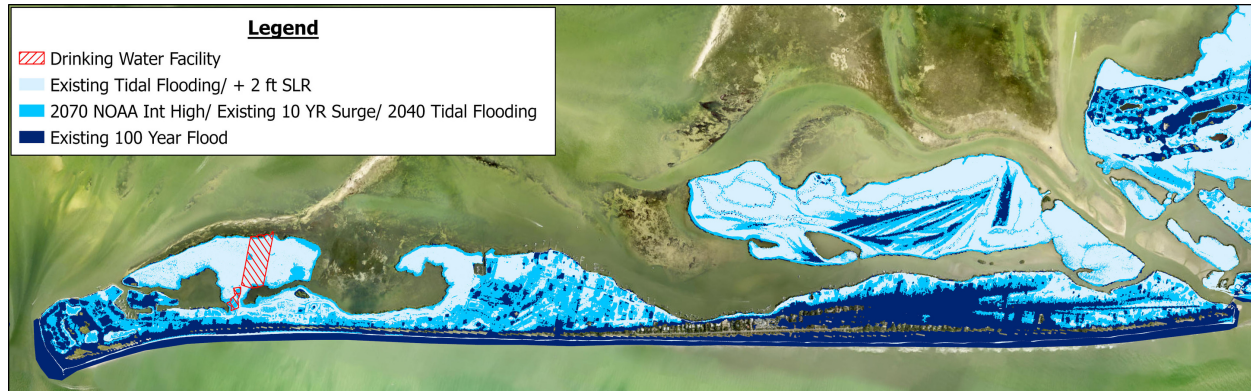 Legend
Drinking Water Facility
Existing Tidal Flooding/ + 2 ft SLR
2070 NOAA Int High/ Existing 10 YR Surge/ 2040 Tidal Flooding
Existing 100 Year Flood